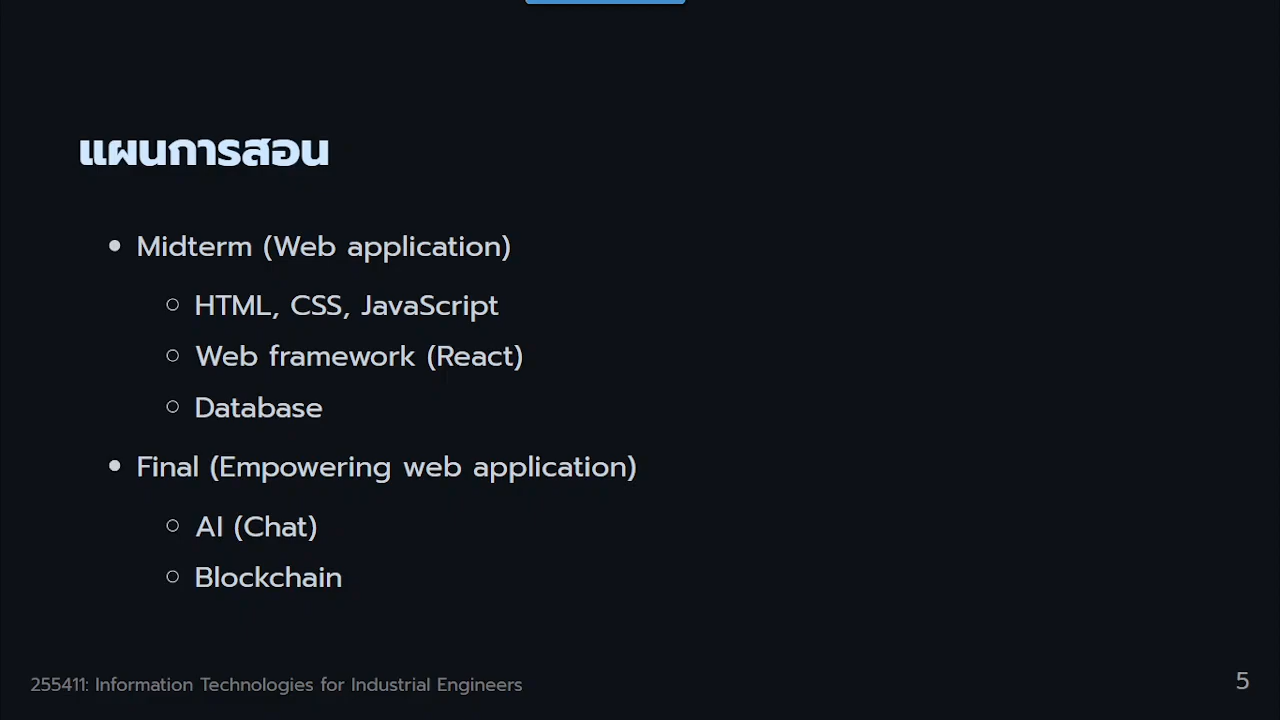 แผนการสอน
Midterm (Web application)
HTML, CSS, JavaScript
Web framework (React)
Database
Final (Empowering web application)
AI (Chat)
Blockchain
255411: Information Technologies for Industrial Engineers
5